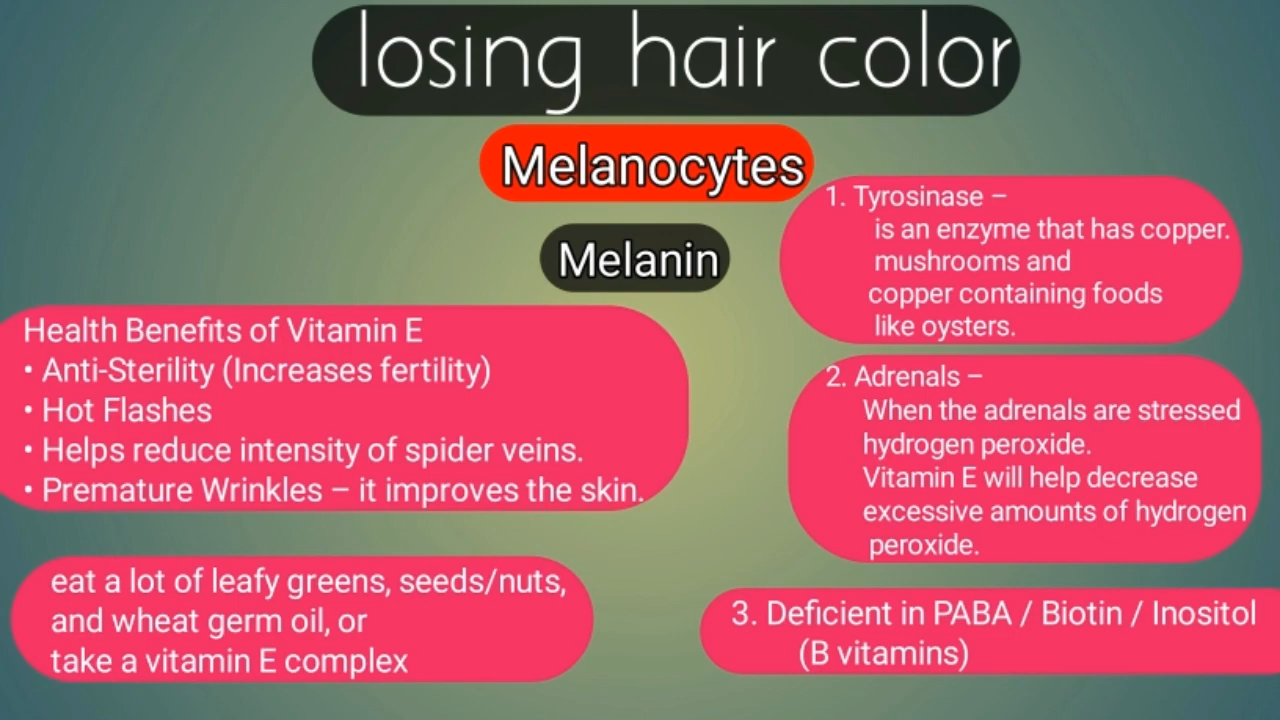 losing hair color
Melanocytes
Melanin
1. Tyrosinase –
is an enzyme that has copper.
mushrooms and
copper containing foods
like oysters.
Health Benefits of Vitamin E
• Anti-Sterility (Increases fertility)
• Hot Flashes
• Helps reduce intensity of spider veins.
• Premature Wrinkles – it improves the skin.
2. Adrenals –
When the adrenals are stressed
hydrogen peroxide.
Vitamin E will help decrease
excessive amounts of hydrogen
peroxide.
eat a lot of leafy greens, seeds/nuts,
and wheat germ oil, or
take a vitamin E complex
3. Deficient in PABA / Biotin / Inositol
(B vitamins)